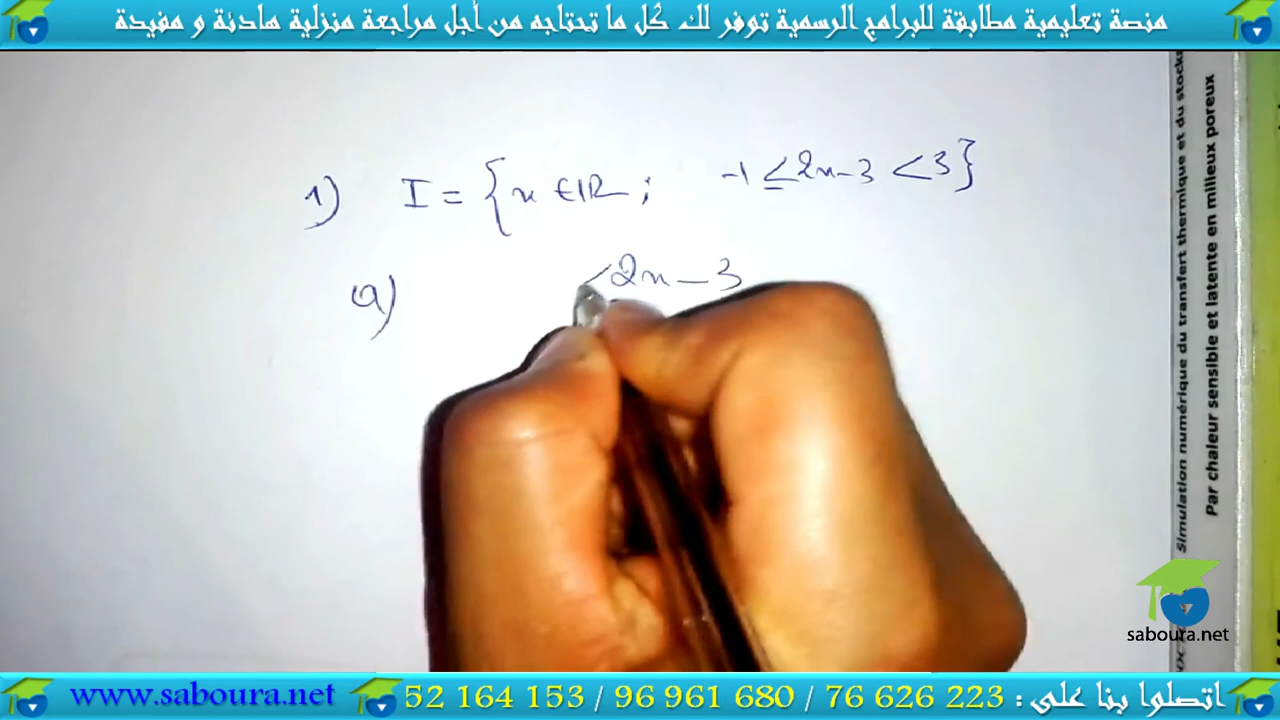 منصة تعليمية مطابقة للبرامج الرسمية توفر لك كل ما تحتاجه من أجل مراجعة منزلية هادئة و مفيدة
1) I = { x ∈ IR ; -1 ≤ 2x - 3 < 3 }
a) < 2x - 3
Simulation numérique du transfert thermique et du stock
Par chaleur sensible et latente en milieux poreux
saboura.net
www.saboura.net 52 164 153 / 96 961 680 / 76 626 223 : اتصلوا بنا على